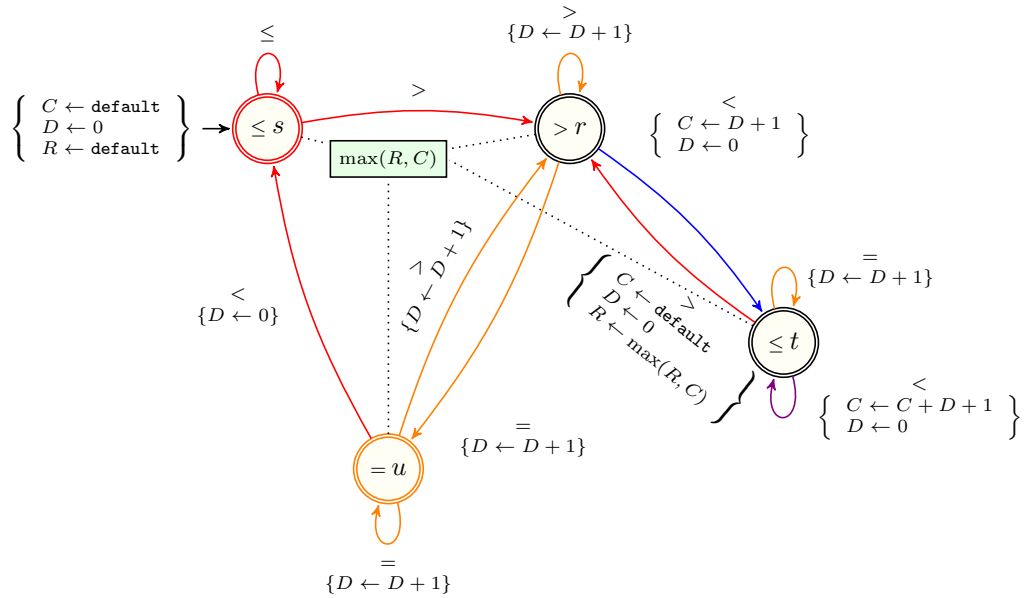 >
{D ← D + 1}
≤
C ← default
D ← 0
R ← default
≤ s
>
> r
max(R, C)
<
C ← D + 1
D ← 0
>
{D ← D + 1}
=
{D ← D + 1}
>
C ← default
D ← 0
R ← max(R, C)
<
{D ← 0}
≤ t
<
C ← C + D + 1
D ← 0
=
{D ← D + 1}
= u
=
{D ← D + 1}